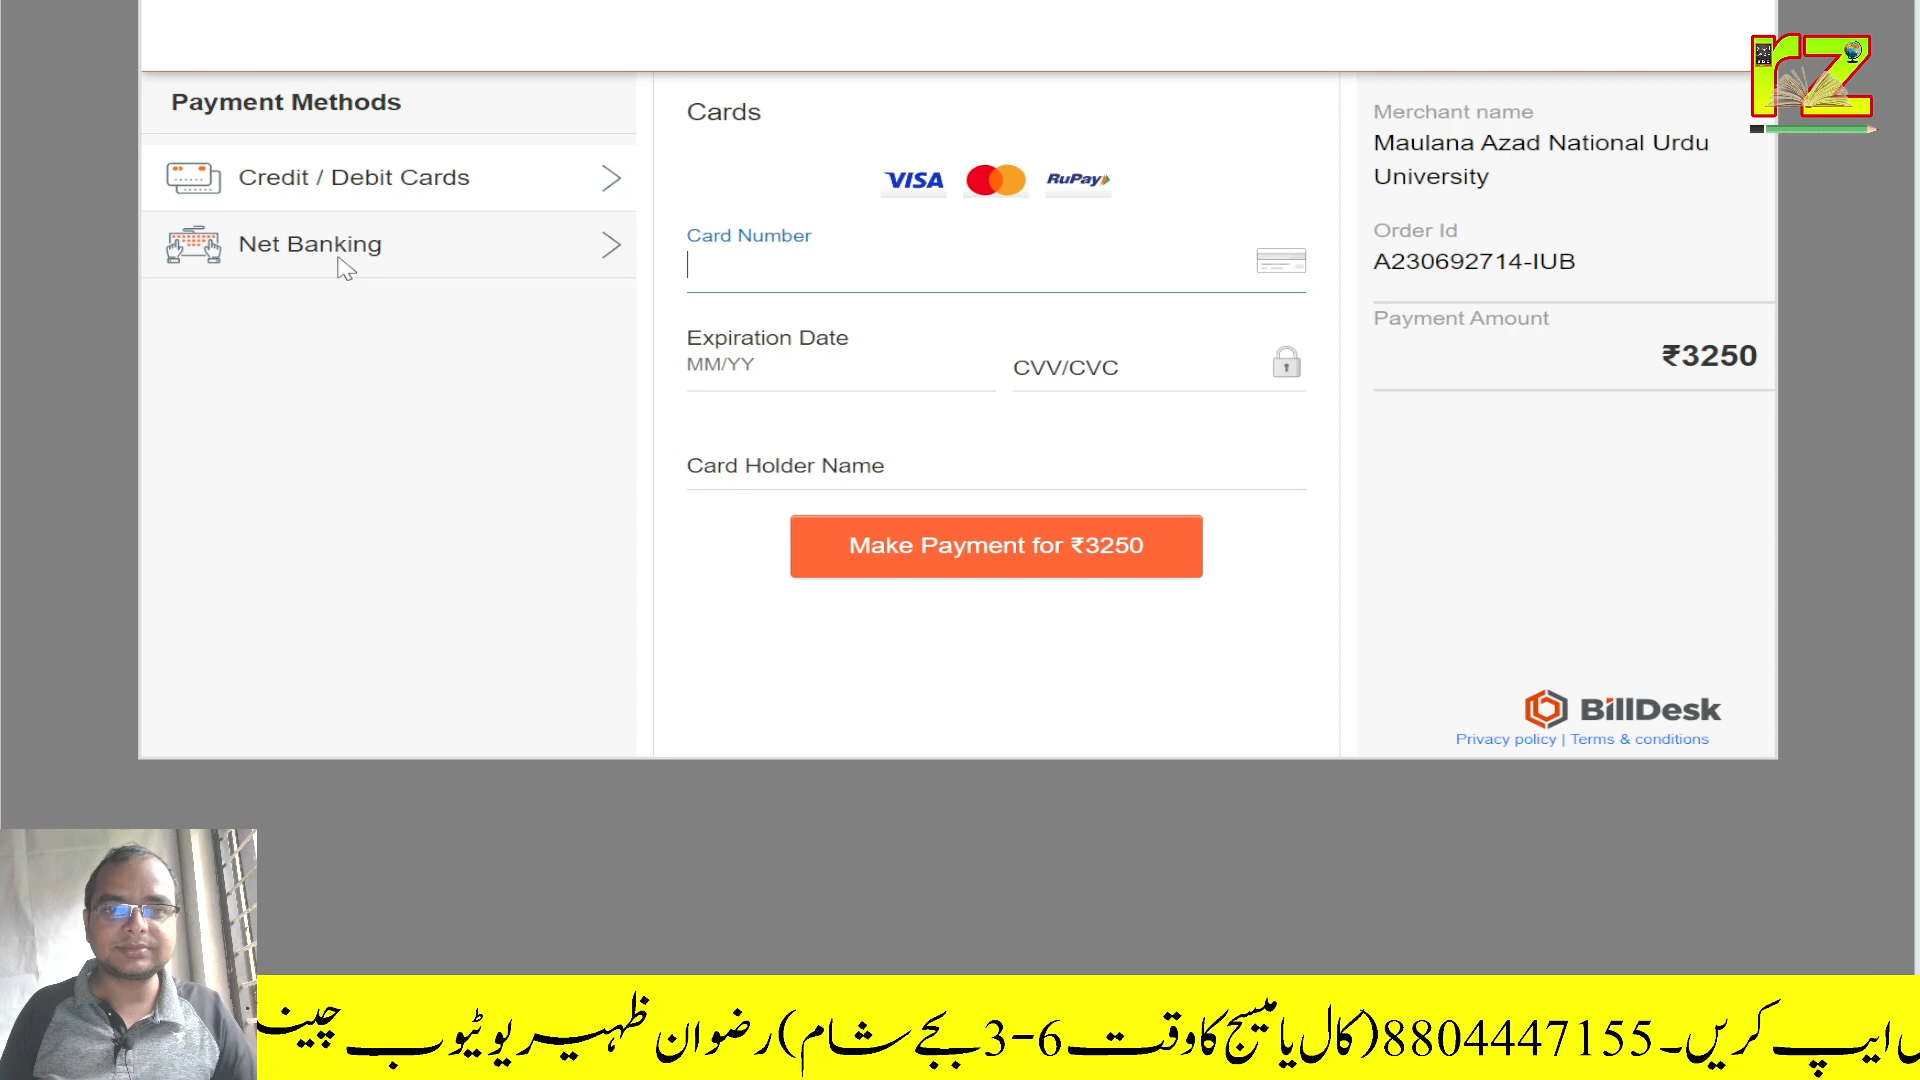 Payment Methods
Credit / Debit Cards
Net Banking
Cards
VISA
RuPay
Card Number
Expiration Date
MM/YY
CVV/CVC
Card Holder Name
Make Payment for ₹3250
rz
Merchant name
Maulana Azad National Urdu
University
Order Id
A230692714-IUB
Payment Amount
₹3250
BillDesk
Privacy policy | Terms & conditions
ایپ کریں۔ 8804447155(کال یا میسج کا وقت 6-3 بجے شام) رضوان ظہیر یوٹیوب